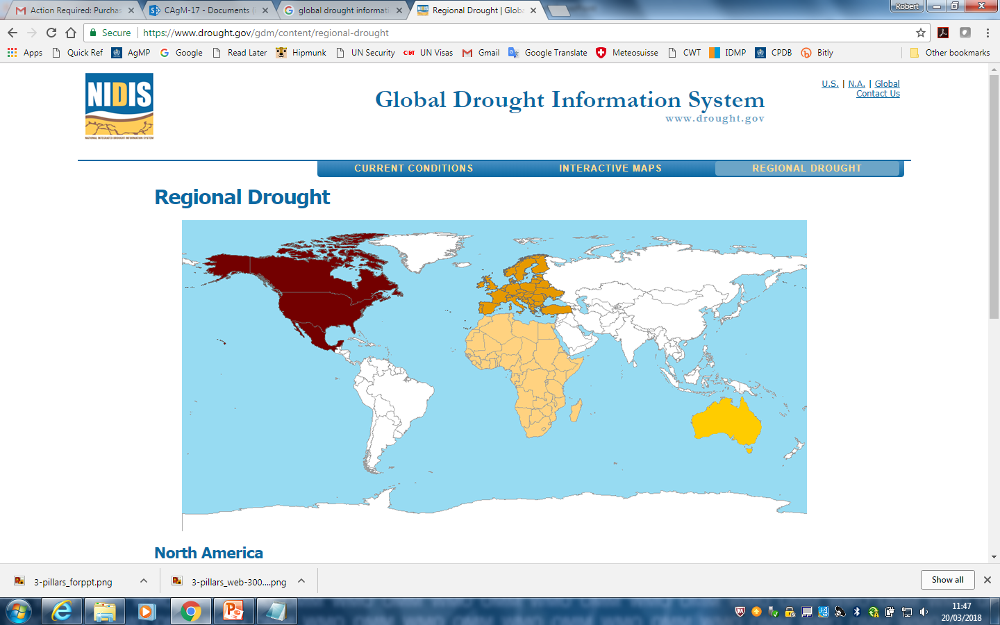 Robert
Action Required: Purchas
CAgM-17 - Documents (
global drought informati
Regional Drought | Globa
Secure
https://www.drought.gov/gdm/content/regional-drought
Apps
Quick Ref
AgMP
Google
Read Later
Hipmunk
UN Security
CIBT
UN Visas
Gmail
Google Translate
Meteosuisse
CWT
IDMP
CPDB
Bitly
Other bookmarks
NIDIS
NATIONAL INTEGRATED DROUGHT INFORMATION SYSTEM
Global Drought Information System
www.drought.gov
U.S. | N.A. | Global
Contact Us
CURRENT CONDITIONS
INTERACTIVE MAPS
REGIONAL DROUGHT
Regional Drought
North America
3-pillars_forppt.png
3-pillars_web-300....png
Show all
11:47
20/03/2018